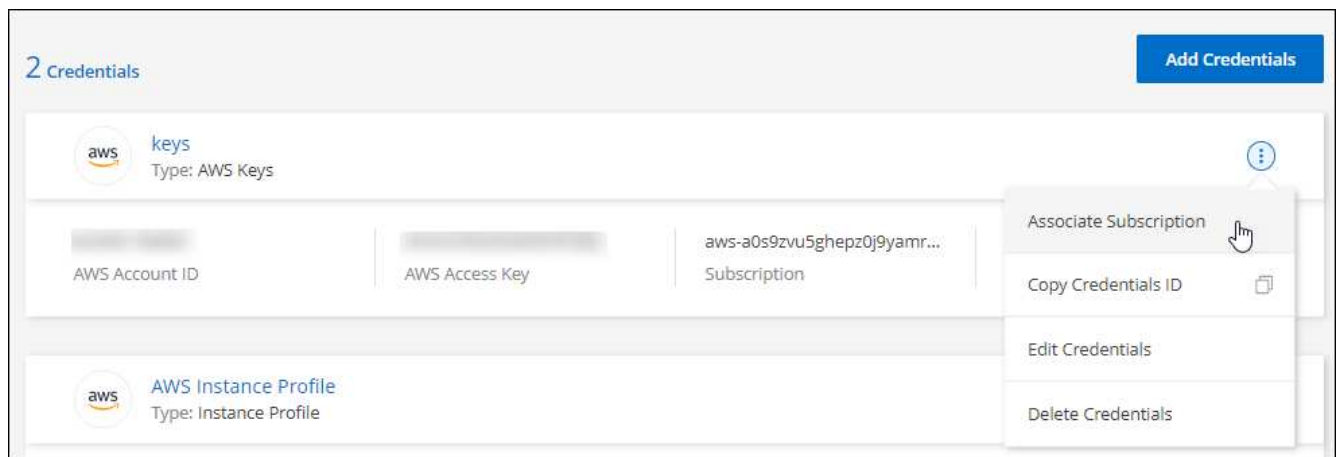 2 Credentials
Add Credentials
aws
keys
Type: AWS Keys
AWS Account ID
AWS Access Key
aws-a0s9zvu5ghepz0j9yamr...
Subscription
Associate Subscription
Copy Credentials ID
Edit Credentials
Delete Credentials
aws
AWS Instance Profile
Type: Instance Profile